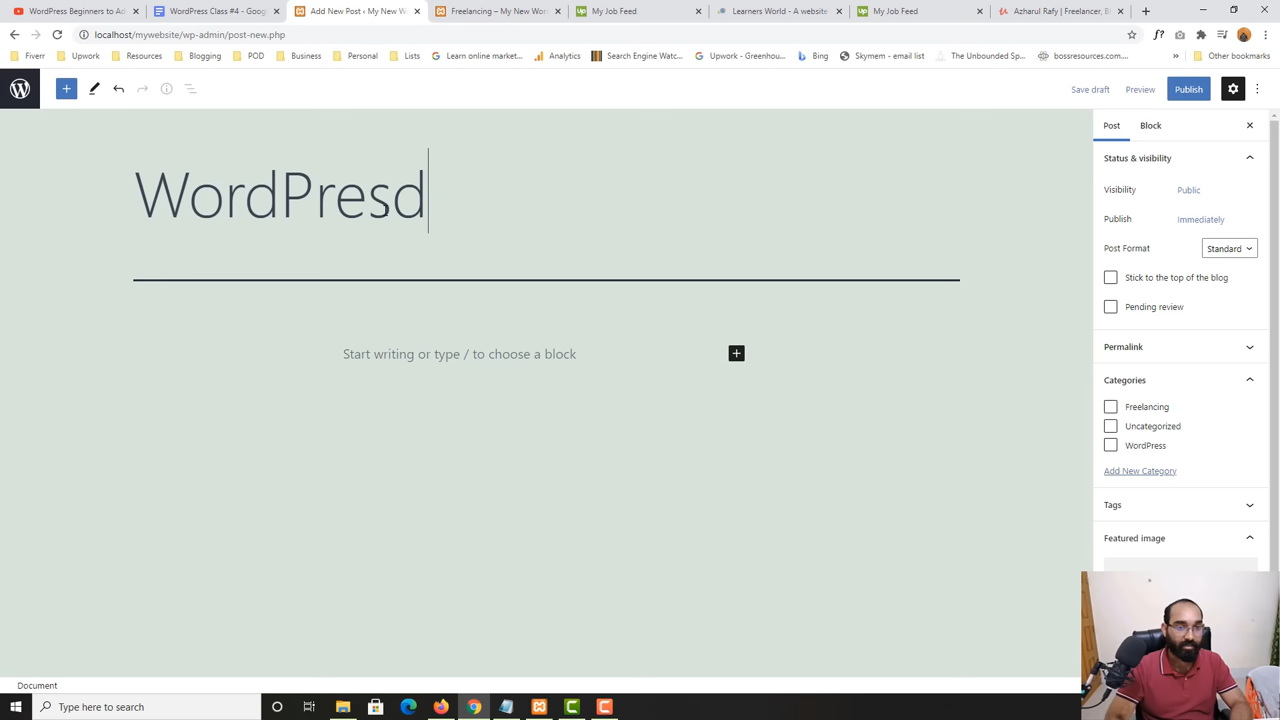 WordPress Beginners to Ad
WordPress Class #4 - Googl
Add New Post ‹ My New W
Freelancing – My New Wor
My Job Feed
Learners World - A website
My Job Feed
Azharul Rafy | Freelancer, Bl
localhost/mywebsite/wp-admin/post-new.php
Fiverr
Upwork
Resources
Blogging
POD
Business
Personal
Lists
Learn online market...
Analytics
Search Engine Watc...
Upwork - Greenhou...
Bing
Skymem - email list
The Unbounded Sp...
bossresources.com...
Other bookmarks
Save draft
Preview
Publish
WordPresd
Start writing or type / to choose a block
Post
Block
Status & visibility
Visibility
Public
Publish
Immediately
Post Format
Standard
Stick to the top of the blog
Pending review
Permalink
Categories
Freelancing
Uncategorized
WordPress
Add New Category
Tags
Featured image
Document
Type here to search